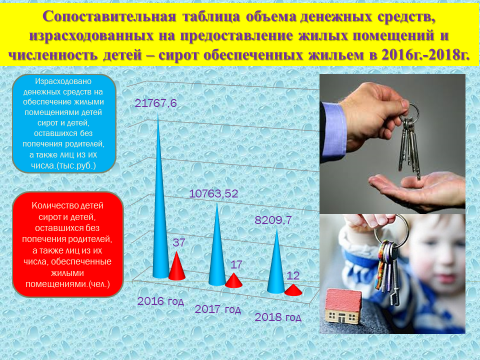 Сопоставительная таблица объема денежных средств,
израсходованных на предоставление жилых помещений и
численность детей – сирот обеспеченных жильем в 2016г.-2018г.
Израсходовано
денежных средств на
обеспечение жилыми
помещениями детей
сирот и детей,
оставшихся без
попечения родителей,
а также лиц из их
числа.(тыс.руб.)
Количество детей
сирот и детей,
оставшихся без
попечения родителей,
а также лиц из их
числа, обеспеченные
жилыми
помещениями.(чел.)
21767,6
37
10763,52
17
8209,7
12
2016 год
2017 год
2018 год